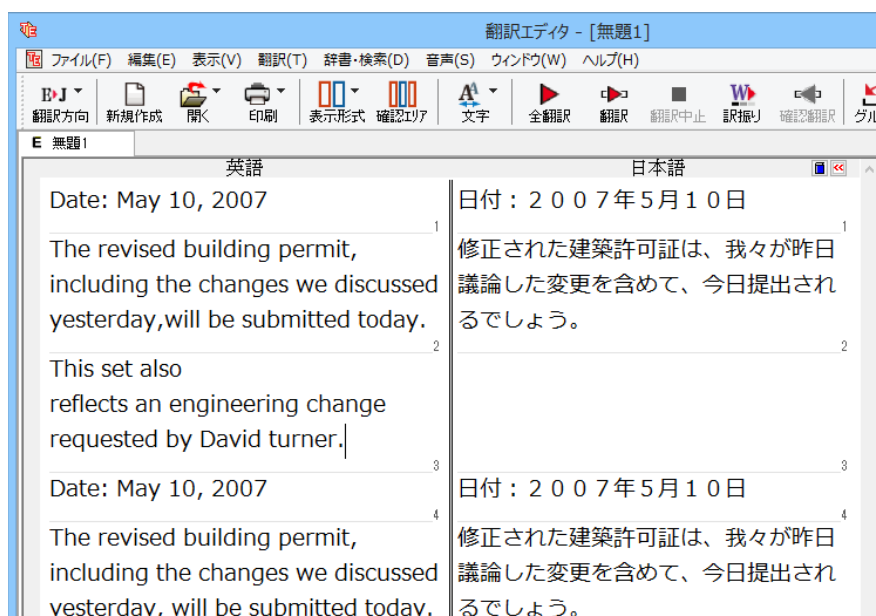 翻訳エディタ - [無題1]
ファイル(F) 編集(E) 表示(V) 翻訳(T) 辞書・検索(D) 音声(S) ウィンドウ(W) ヘルプ(H)
翻訳方向 新規作成 開く 印刷 表示形式 確認エリア 文字 全翻訳 翻訳 翻訳中止 訳振り 確認翻訳 グル
E 無題1
英語
Date: May 10, 2007
1
The revised building permit,
including the changes we discussed
yesterday,will be submitted today.
2
This set also
reflects an engineering change
requested by David turner.
3
Date: May 10, 2007
4
The revised building permit,
including the changes we discussed
yesterday, will be submitted today.
日本語
日付：２００７年５月１０日
1
修正された建築許可証は、我々が昨日
議論した変更を含めて、今日提出され
るでしょう。
2
3
日付：２００７年５月１０日
4
修正された建築許可証は、我々が昨日
議論した変更を含めて、今日提出され
るでしょう。